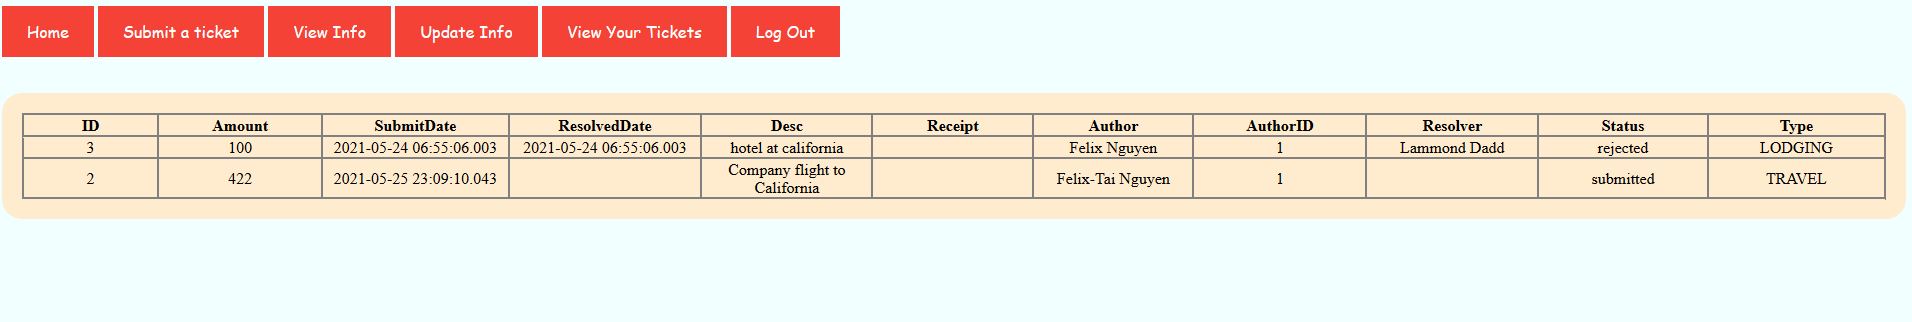 Home Submit a ticket View Info Update Info View Your Tickets Log Out
ID Amount SubmitDate ResolvedDate Desc Receipt Author AuthorID Resolver Status Type
3 100 2021-05-24 06:55:06.003 2021-05-24 06:55:06.003 hotel at california Felix Nguyen 1 Lammond Dadd rejected LODGING
2 422 2021-05-25 23:09:10.043 Company flight to
California Felix-Tai Nguyen 1 submitted TRAVEL